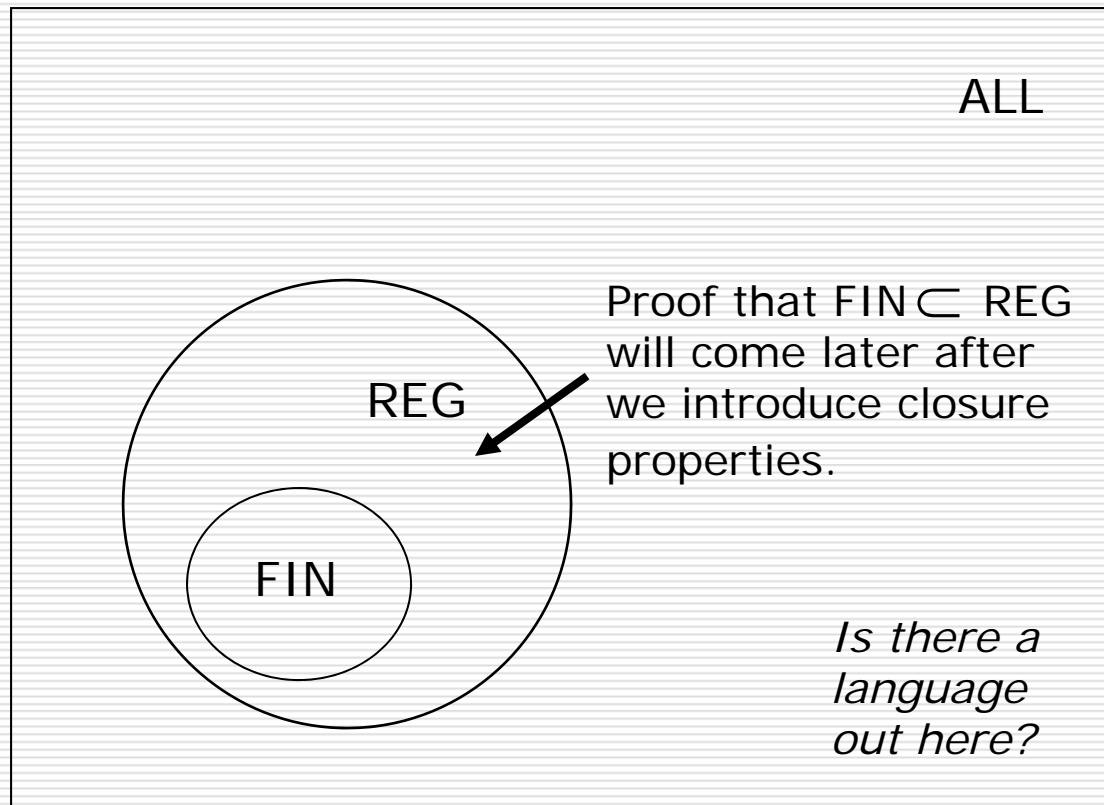 ALL
Proof that FIN ⊂ REG
will come later after
we introduce closure
properties.
REG
FIN
Is there a
language
out here?